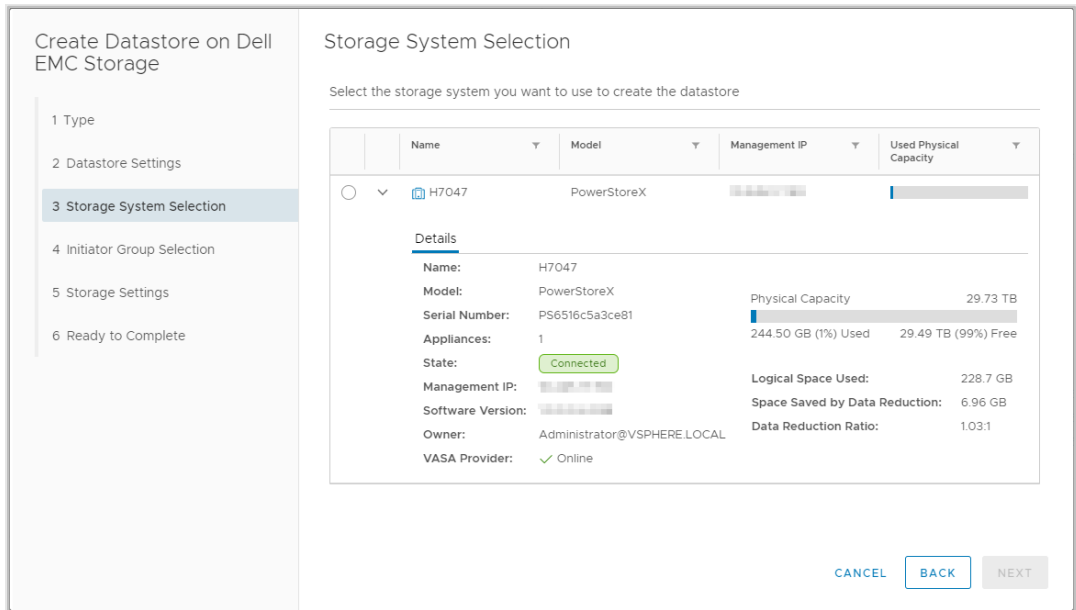 Create Datastore on Dell
EMC Storage
1 Type
2 Datastore Settings
3 Storage System Selection
4 Initiator Group Selection
5 Storage Settings
6 Ready to Complete
Storage System Selection
Select the storage system you want to use to create the datastore
Name Model Management IP Used Physical
Capacity
H7047 PowerStoreX
Details
Name: H7047
Model: PowerStoreX
Serial Number: PS6516c5a3ce81
Appliances: 1
State: Connected
Management IP:
Software Version:
Owner: Administrator@VSPHERE.LOCAL
VASA Provider: Online
Physical Capacity 29.73 TB
244.50 GB (1%) Used 29.49 TB (99%) Free
Logical Space Used: 228.7 GB
Space Saved by Data Reduction: 6.96 GB
Data Reduction Ratio: 1.03:1
CANCEL BACK NEXT